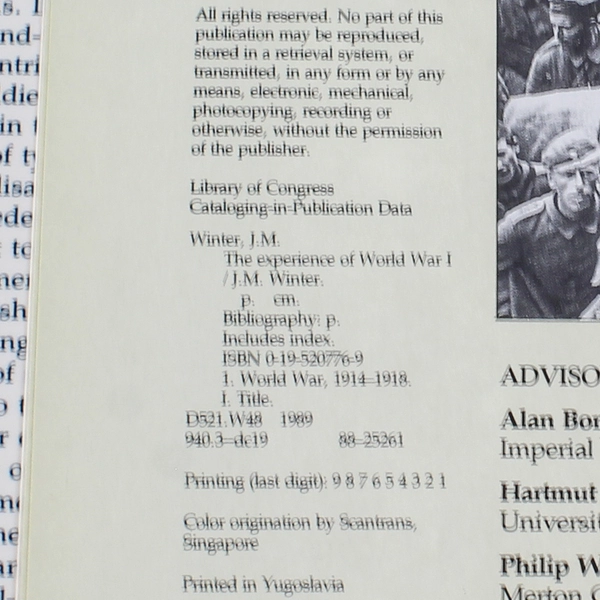 All rights reserved. No part of this
publication may be reproduced,
stored in a retrieval system, or
transmitted, in any form or by any
means, electronic, mechanical,
photocopying, recording or
otherwise, without the permission
of the publisher.
Library of Congress
Cataloging-in-Publication Data
Winter, J.M.
The experience of World War I
/ J.M. Winter.
p. cm.
Bibliography: p.
Includes index.
ISBN 0-19-520776-9
1. World War, 1914–1918.
I. Title.
D521.W48 1989
940.3–dc19 88-25261
Printing (last digit): 9 8 7 6 5 4 3 2 1
Color origination by Scantrans,
Singapore
Printed in Yugoslavia
ADVISO
Alan Bor
Imperial
Hartmut
Universit
Philip W
Merton C